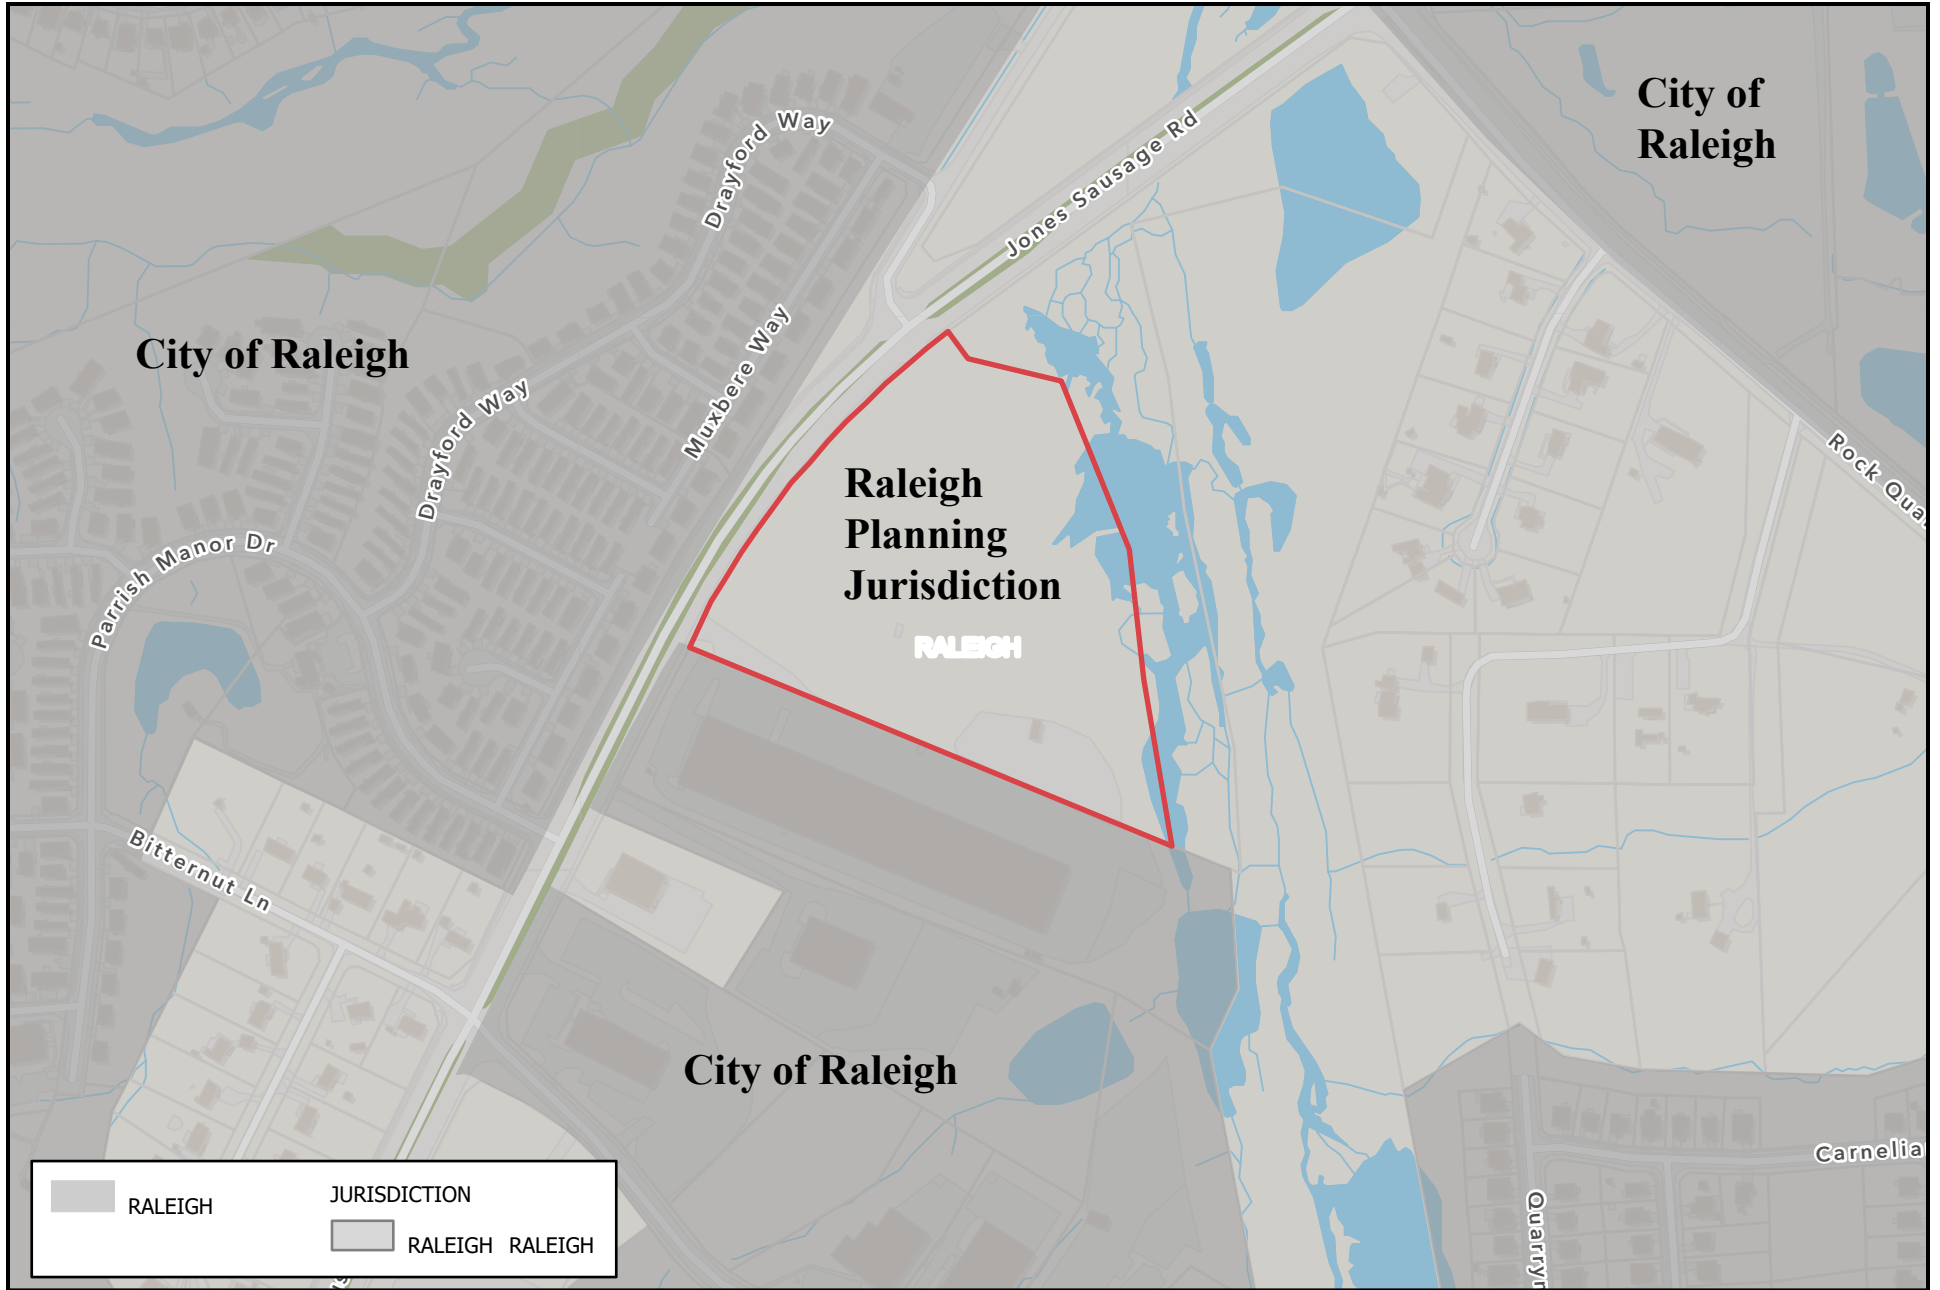 City of
Raleigh
Drayford Way
Jones Sausage Rd
City of Raleigh
Muxbere Way
Drayford Way
Rock Qua
Raleigh
Planning
Jurisdiction
RALEIGH
Parrish Manor Dr
Bitternut Ln
City of Raleigh
Carnelia
Quarry
RALEIGH
JURISDICTION
RALEIGH RALEIGH